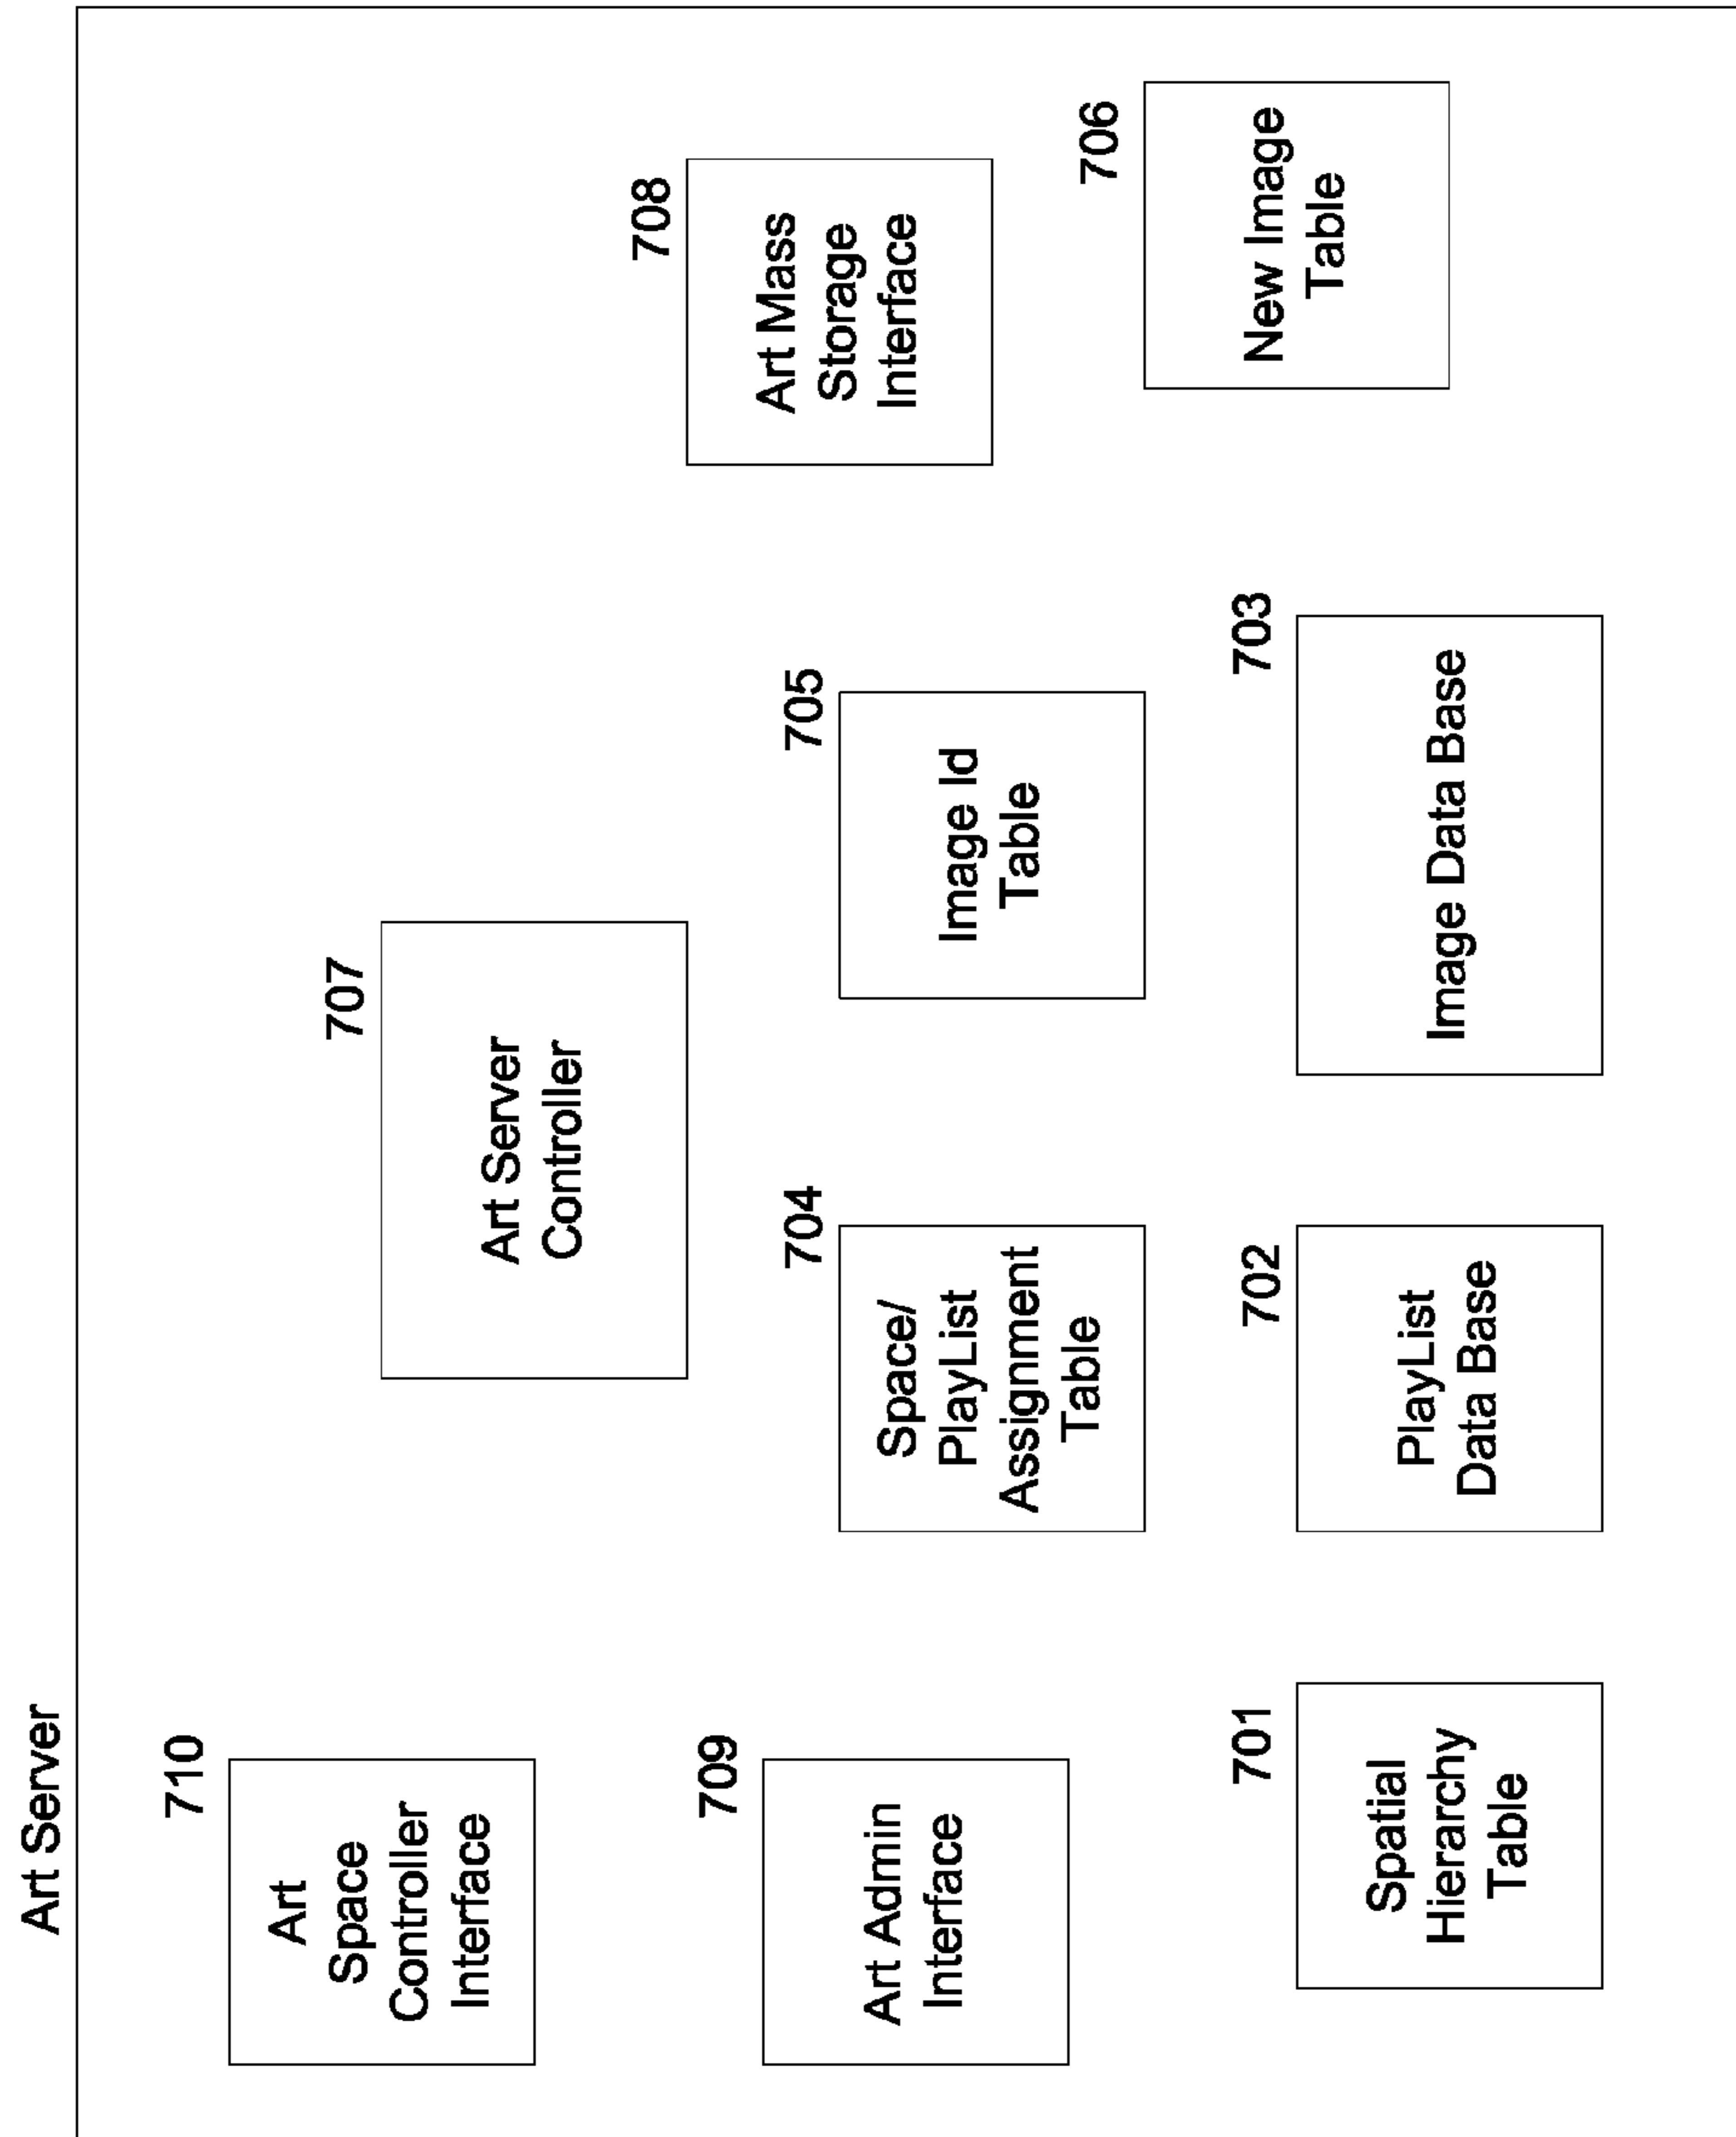 Art Server
710
Art
Space
Controller
Interface
707
Art Server
Controller
708
Art Mass
Storage
Interface
709
Art Admin
Interface
704
Space/
PlayList
Assignment
Table
705
Image Id
Table
706
New Image
Table
701
Spatial
Hierarchy
Table
702
PlayList
Data Base
703
Image Data Base